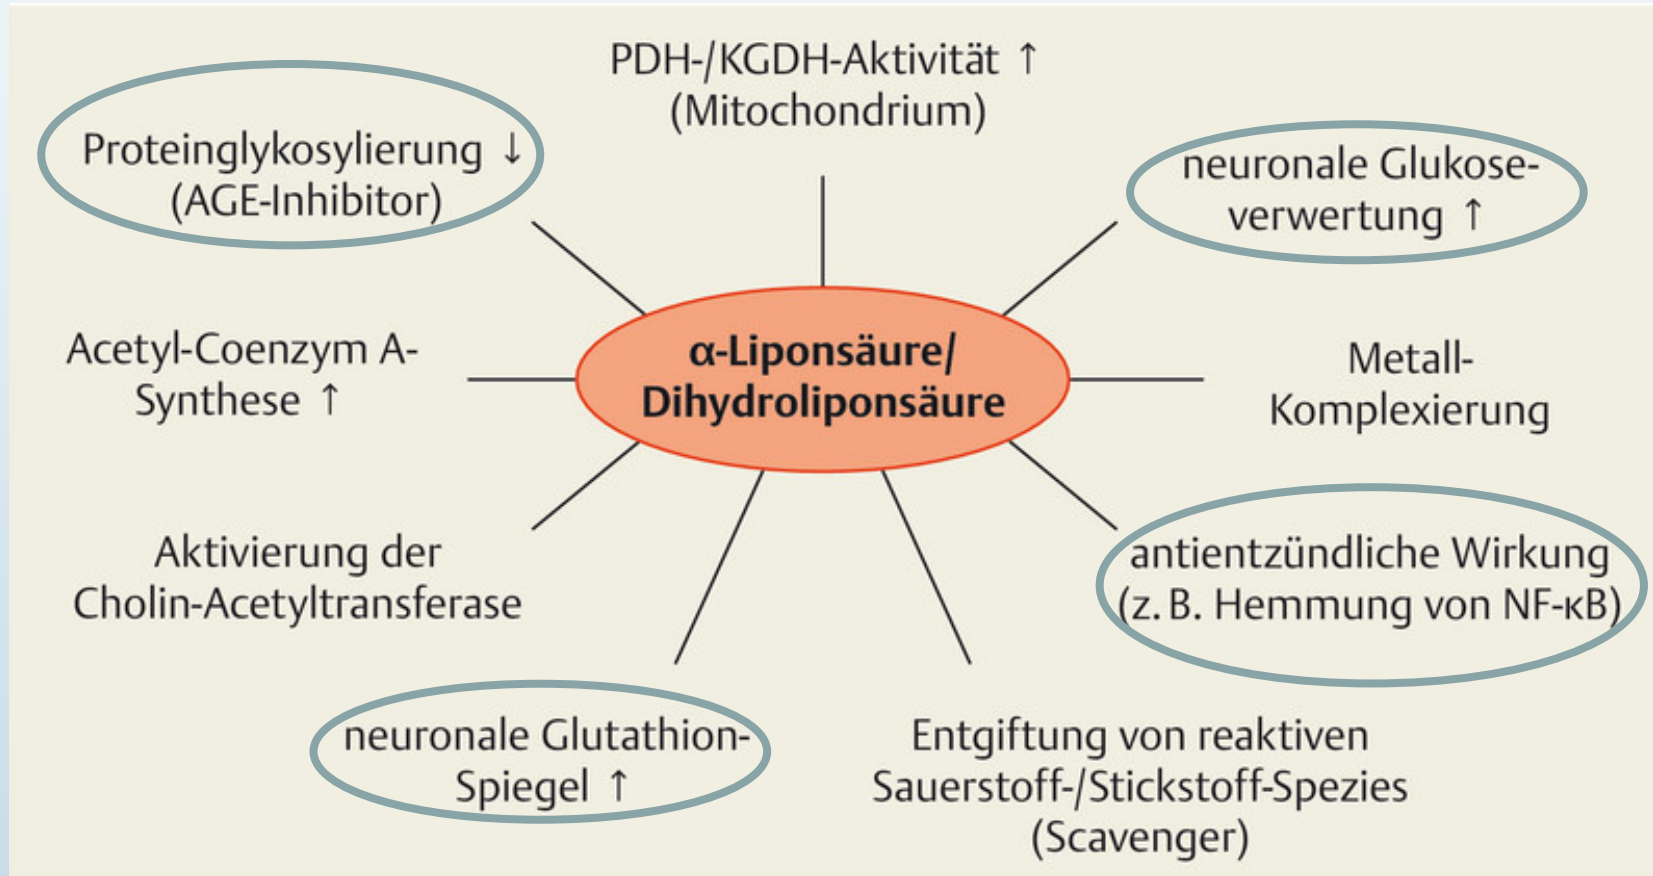 PDH-/KGDH-Aktivität ↑
(Mitochondrium)
Proteinglykosylierung ↓
(AGE-Inhibitor)
neuronale Glukose-
verwertung ↑
Acetyl-Coenzym A-
Synthese ↑
α-Liponsäure/
Dihydroliponsäure
Metall-
Komplexierung
Aktivierung der
Cholin-Acetyltransferase
antientzündliche Wirkung
(z. B. Hemmung von NF-κB)
neuronale Glutathion-
Spiegel ↑
Entgiftung von reaktiven
Sauerstoff-/Stickstoff-Spezies
(Scavenger)